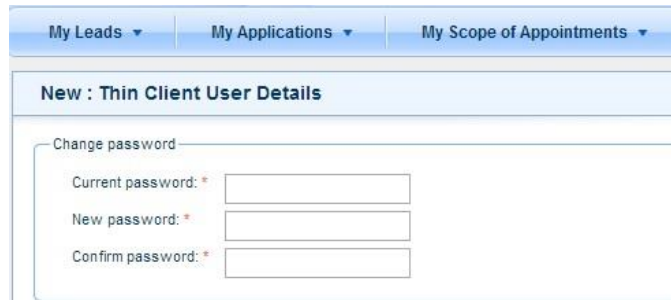 My Leads My Applications My Scope of Appointments
New : Thin Client User Details
Change password
Current password: *
New password: *
Confirm password: *